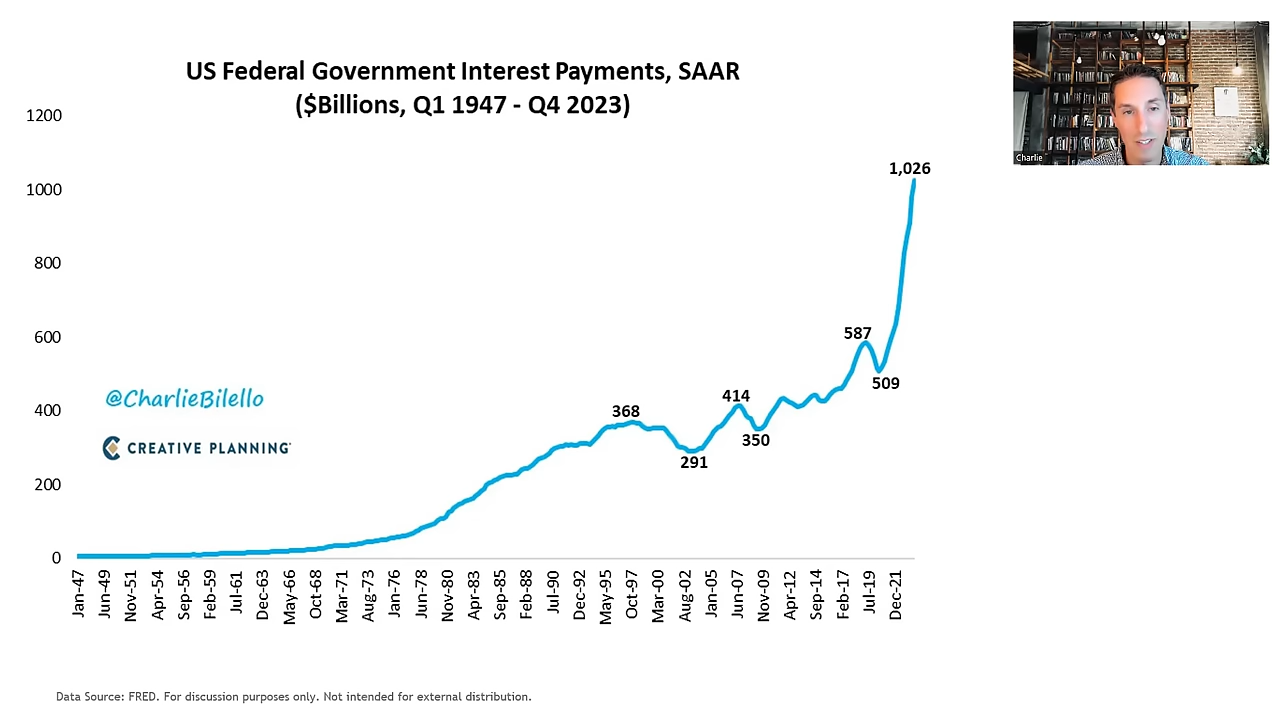 US Federal Government Interest Payments, SAAR
($Billions, Q1 1947 - Q4 2023)
1200
1000
800
600
400
200
0
1,026
587
509
414
350
368
291
@CharlieBilello
CREATIVE PLANNING
Jan-47
Jun-49
Nov-51
Apr-54
Sep-56
Feb-59
Jul-61
Dec-63
May-66
Oct-68
Mar-71
Aug-73
Jan-76
Jun-78
Nov-80
Apr-83
Sep-85
Feb-88
Jul-90
Dec-92
May-95
Oct-97
Mar-00
Aug-02
Jan-05
Jun-07
Nov-09
Apr-12
Sep-14
Feb-17
Jul-19
Dec-21
Data Source: FRED. For discussion purposes only. Not intended for external distribution.
Charlie